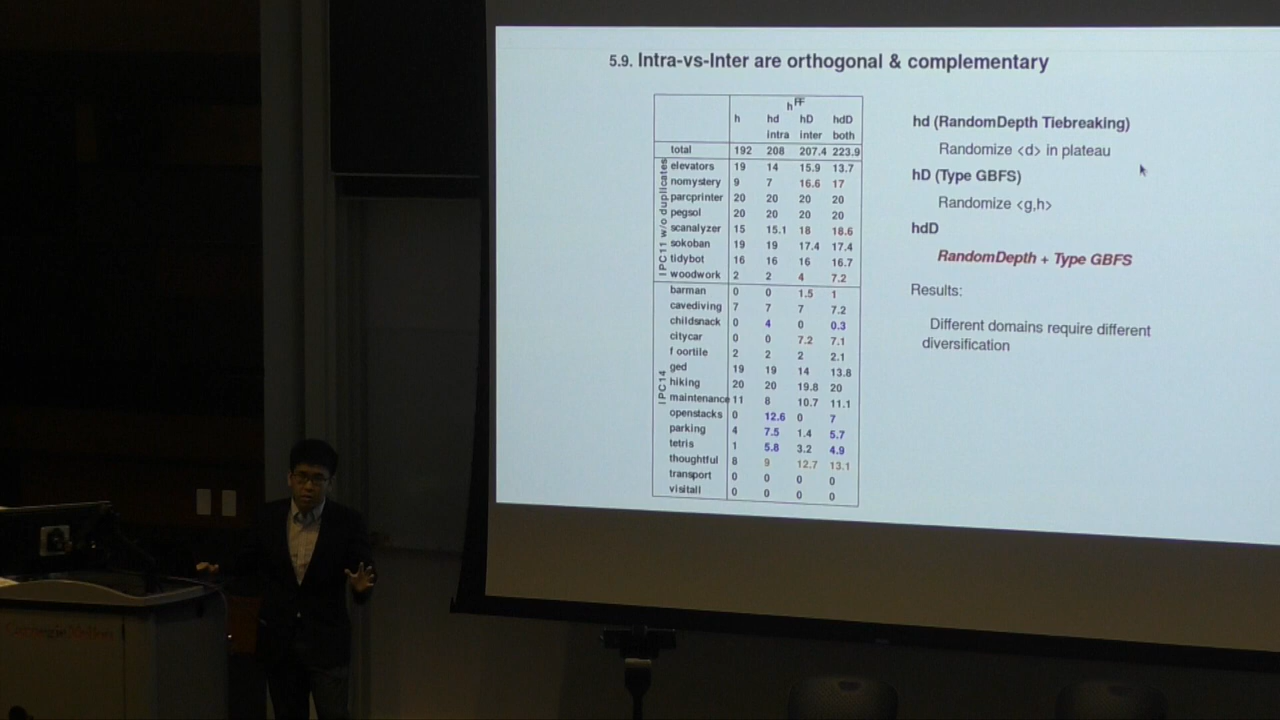 5.9. Intra-vs-Inter are orthogonal & complementary
hFF
h hd hD hdD
intra inter both
total 192 208 207.4 223.9
IPC11 w/o duplicates
elevators 19 14 15.9 13.7
nomystery 9 7 16.6 17
parcprinter 20 20 20 20
pegsol 20 20 20 20
scanalyzer 15 15.1 18 18.6
sokoban 19 19 17.4 17.4
tidybot 16 16 16 16.7
woodwork 2 2 4 7.2
IPC14
barman 0 0 1.5 1
cavediving 7 7 7 7.2
childsnack 0 4 0 0.3
citycar 0 0 7.2 7.1
f oortile 2 2 2 2.1
ged 19 19 14 13.8
hiking 20 20 19.8 20
maintenance 11 8 10.7 11.1
openstacks 0 12.6 0 7
parking 4 7.5 1.4 5.7
tetris 1 5.8 3.2 4.9
thoughtful 8 9 12.7 13.1
transport 0 0 0 0
visitall 0 0 0 0
hd (RandomDepth Tiebreaking)
Randomize <d> in plateau
hD (Type GBFS)
Randomize <g,h>
hdD
RandomDepth + Type GBFS
Results:
Different domains require different
diversification
Carnegie Mellon